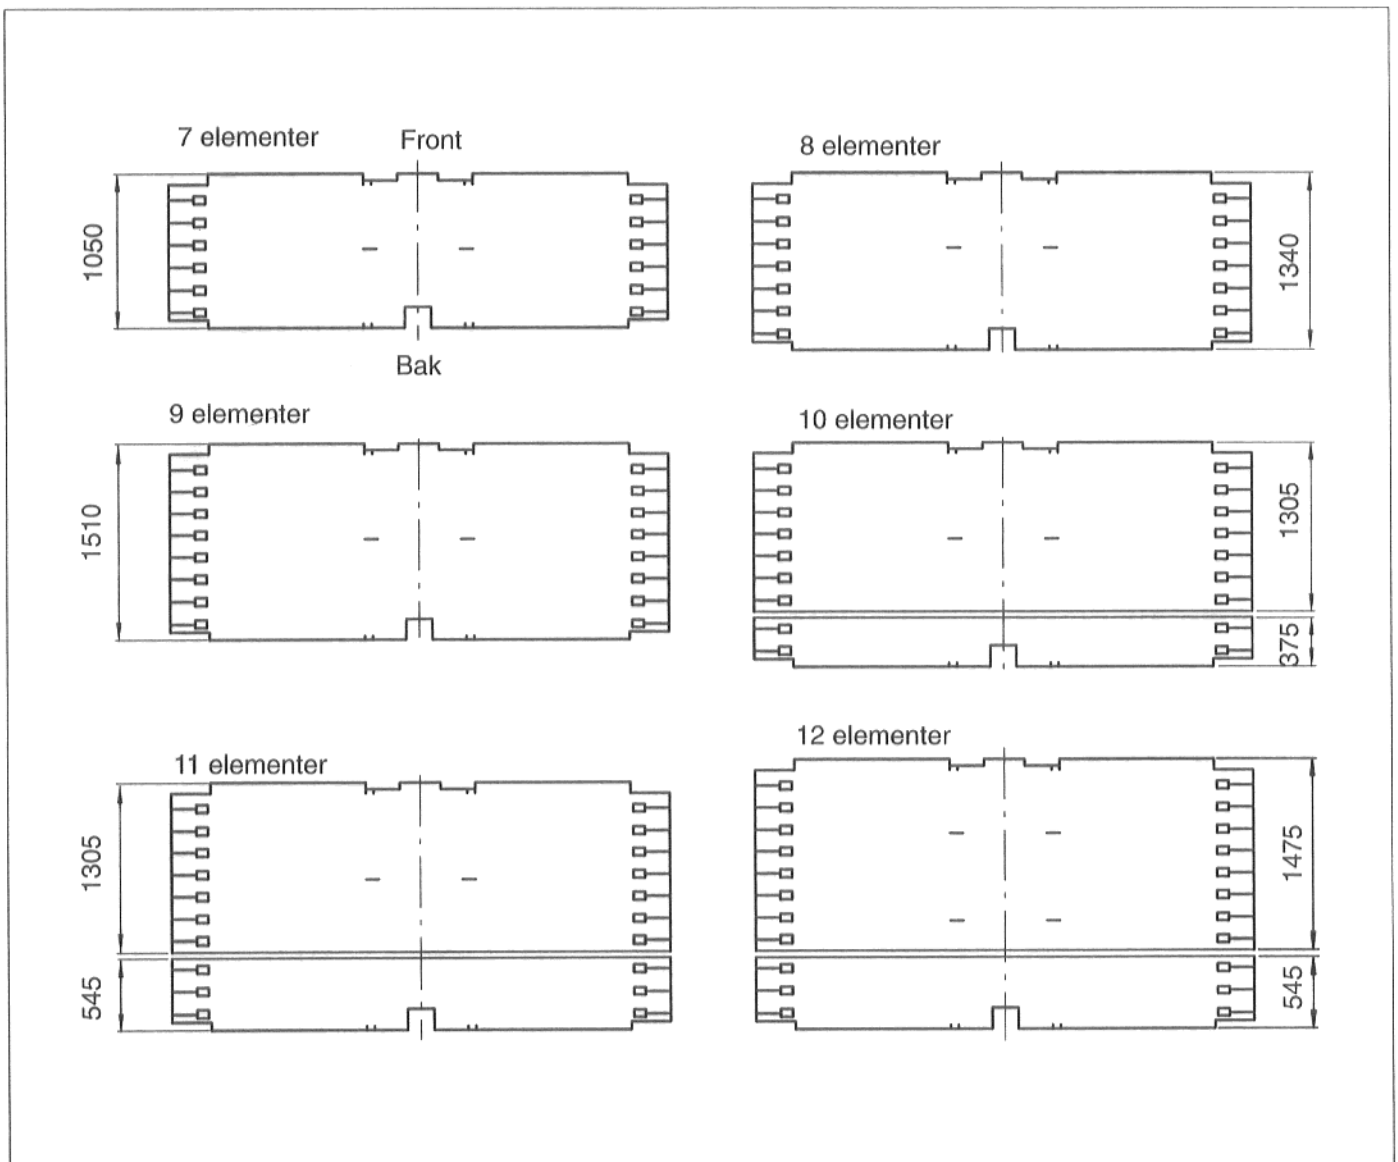 7 elementer
Front
1050
Bak
8 elementer
1340
9 elementer
1510
10 elementer
1305
375
11 elementer
1305
545
12 elementer
1475
545